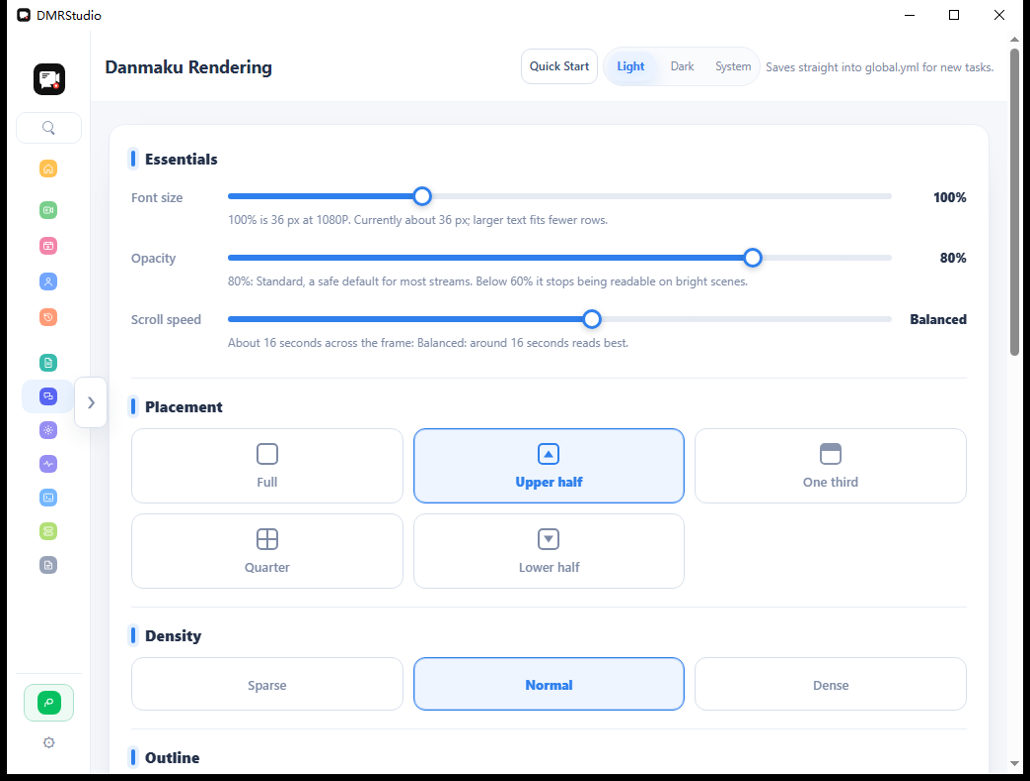 DMRStudio
Danmaku Rendering
Quick Start
Light
Dark
System
Saves straight into global.yml for new tasks.
Essentials
Font size
100%
100% is 36 px at 1080P. Currently about 36 px; larger text fits fewer rows.
Opacity
80%
80%: Standard, a safe default for most streams. Below 60% it stops being readable on bright scenes.
Scroll speed
Balanced
About 16 seconds across the frame: Balanced: around 16 seconds reads best.
Placement
Full
Upper half
One third
Quarter
Lower half
Density
Sparse
Normal
Dense
Outline